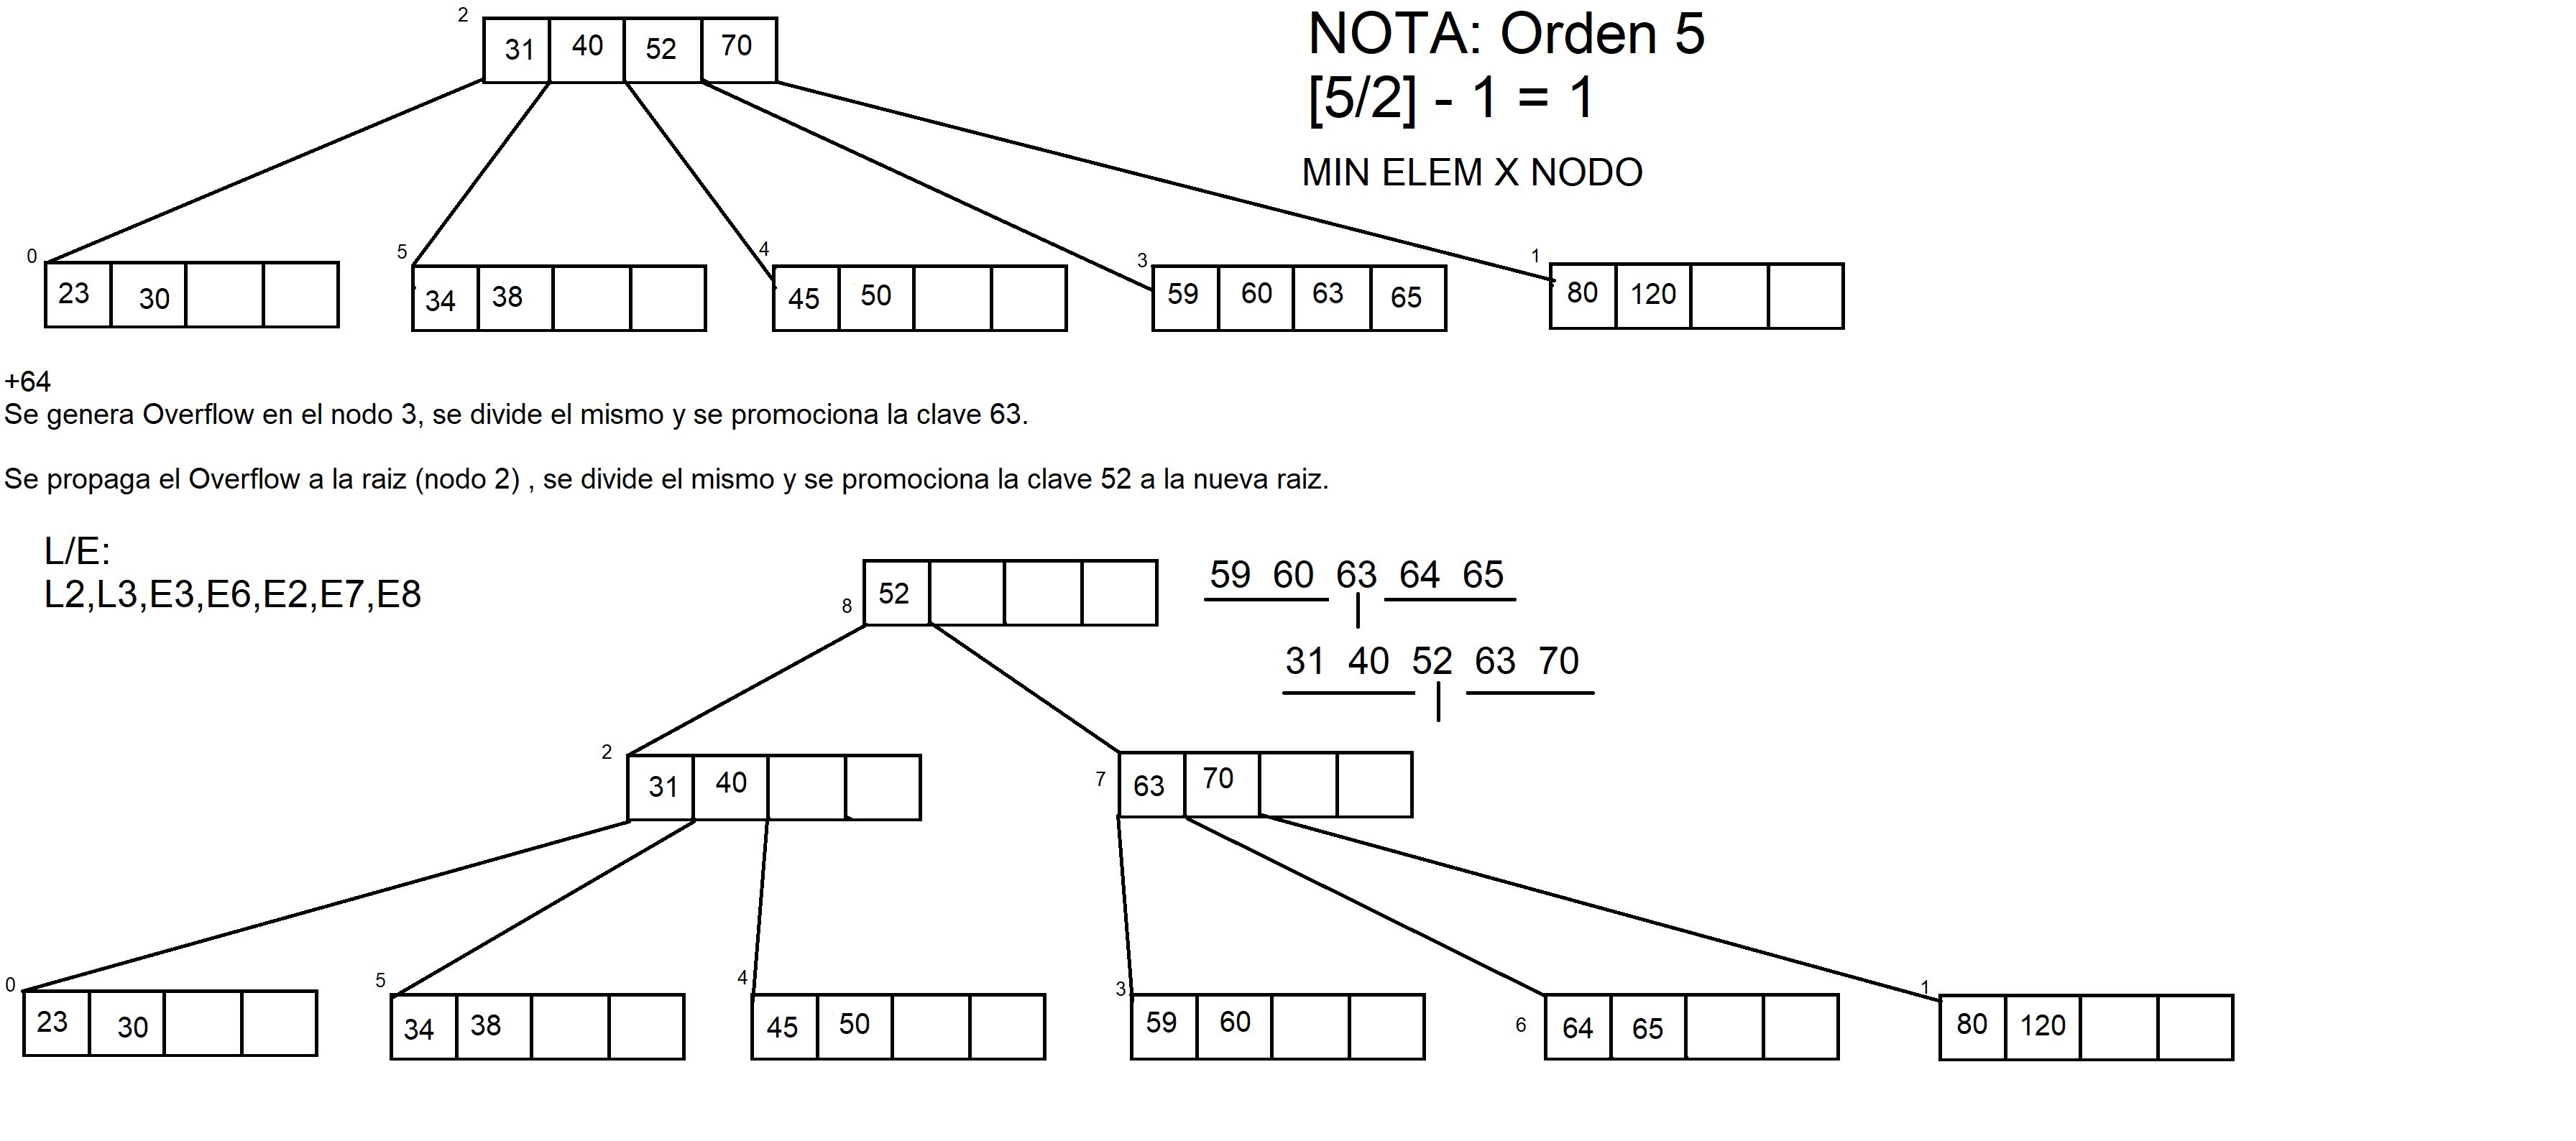 2
31 40 52 70
NOTA: Orden 5
[5/2] - 1 = 1
MIN ELEM X NODO
0
23 30
5
34 38
4
45 50
3
59 60 63 65
1
80 120
+64
Se genera Overflow en el nodo 3, se divide el mismo y se promociona la clave 63.
Se propaga el Overflow a la raiz (nodo 2) , se divide el mismo y se promociona la clave 52 a la nueva raiz.
L/E:
L2,L3,E3,E6,E2,E7,E8
8
52
59 60 63 64 65
31 40 52 63 70
2
31 40
7
63 70
0
23 30
5
34 38
4
45 50
3
59 60
6
64 65
1
80 120